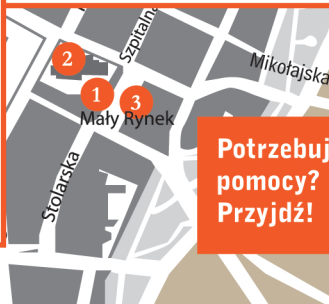 Szpitalna
Mikołajska
2
1
3
Mały Rynek
Stolarska
Potrzebuj
pomocy?
Przyjdź!